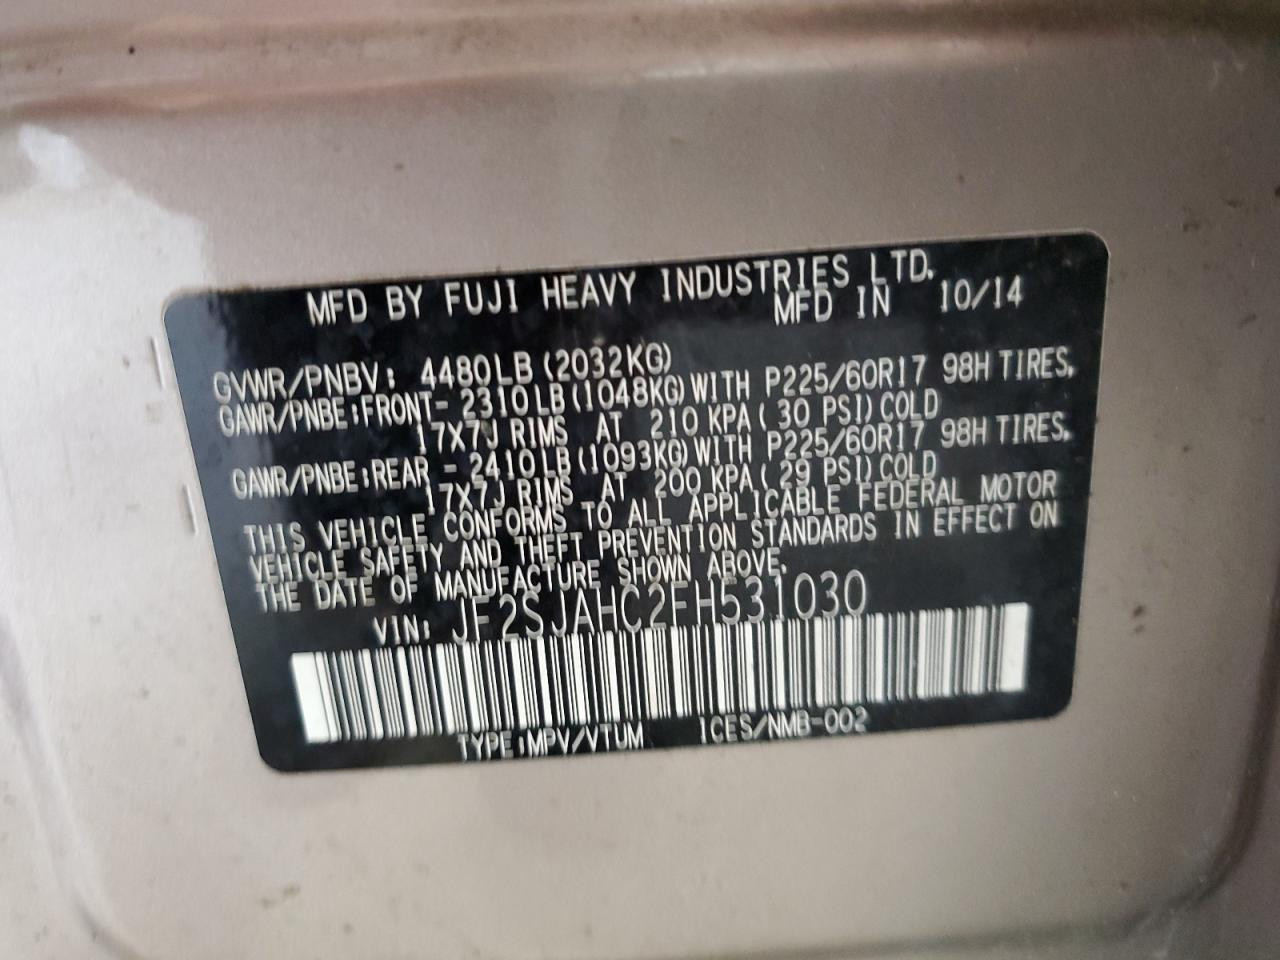 MFD BY FUJI HEAVY INDUSTRIES LTD.
MFD IN 10/14
GVWR/PNBV: 4480LB (2032KG)
GAWR/PNBE:FRONT- 2310LB (1048KG) WITH P225/60R17 98H TIRES,
17X7J RIMS AT 210 KPA( 30 PSI) COLD
GAWR/PNBE:REAR - 2410LB (1093KG) WITH P225/60R17 98H TIRES,
17X7J RIMS AT 200 KPA( 29 PSI) COLD
THIS VEHICLE CONFORMS TO ALL APPLICABLE FEDERAL MOTOR
VEHICLE SAFETY AND THEFT PREVENTION STANDARDS IN EFFECT ON
THE DATE OF MANUFACTURE SHOWN ABOVE.
VIN: JF2SJAHC2FH531030
TYPE:MPV/VTUM ICES/NMB-002